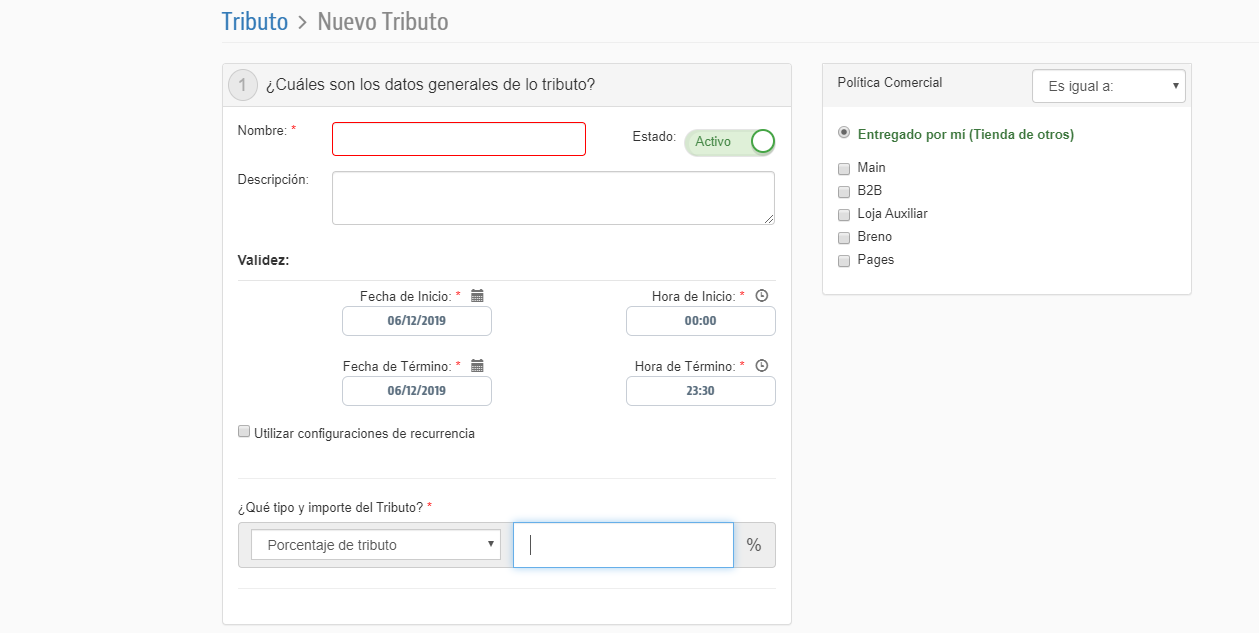 Tributo > Nuevo Tributo
1 ¿Cuáles son los datos generales de lo tributo?
Nombre: *
Estado: Activo
Descripción:
Validez:
Fecha de Inicio: *
Hora de Inicio: *
06/12/2019
00:00
Fecha de Término: *
Hora de Término: *
06/12/2019
23:30
Utilizar configuraciones de recurrencia
¿Qué tipo y importe del Tributo? *
Porcentaje de tributo
%
Política Comercial
Es igual a:
Entregado por mí (Tienda de otros)
Main
B2B
Loja Auxiliar
Breno
Pages